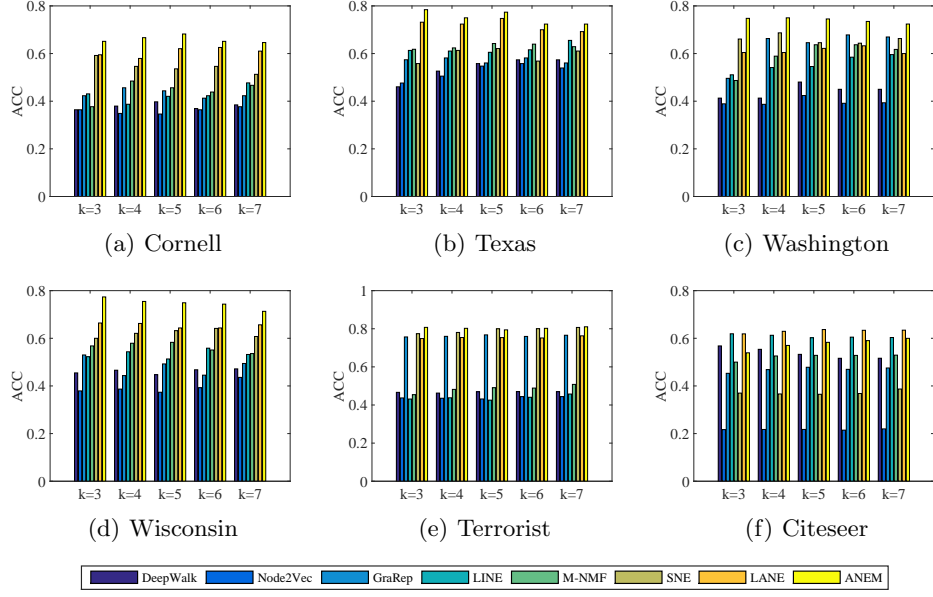 0.8
0.6
0.4
0.2
0
ACC
k=3 k=4 k=5 k=6 k=7
(a) Cornell
0.8
0.6
0.4
0.2
0
ACC
k=3 k=4 k=5 k=6 k=7
(b) Texas
0.8
0.6
0.4
0.2
0
ACC
k=3 k=4 k=5 k=6 k=7
(c) Washington
0.8
0.6
0.4
0.2
0
ACC
k=3 k=4 k=5 k=6 k=7
(d) Wisconsin
1
0.8
0.6
0.4
0.2
0
ACC
k=3 k=4 k=5 k=6 k=7
(e) Terrorist
0.8
0.6
0.4
0.2
0
ACC
k=3 k=4 k=5 k=6 k=7
(f) Citeseer
DeepWalk Node2Vec GraRep LINE M-NMF SNE LANE ANEM